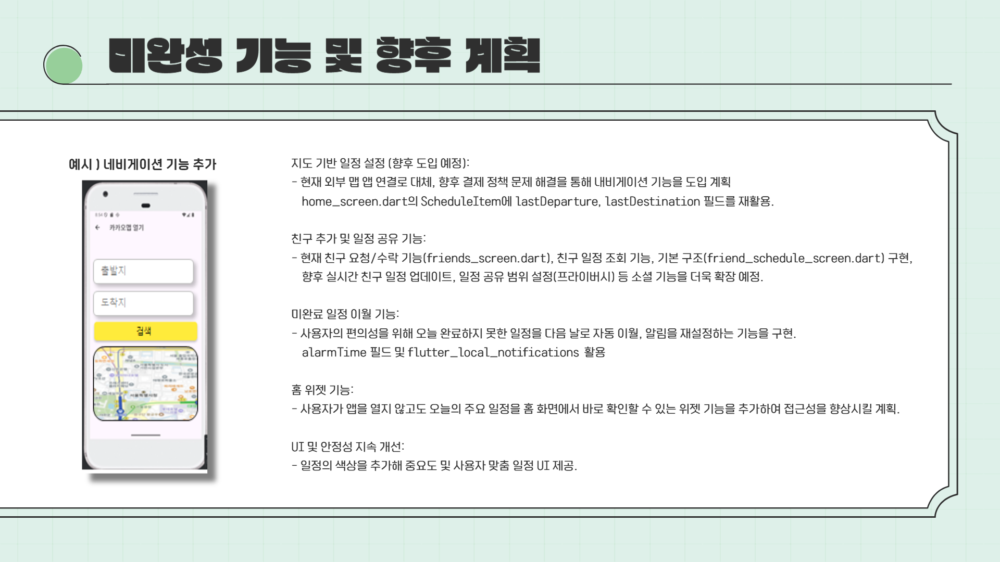 미완성 기능 및 향후 계획
예시 ) 네비게이션 기능 추가
8:54
카카오맵 열기
출발지
도착지
검색
지도 기반 일정 설정 (향후 도입 예정):
- 현재 외부 맵 앱 연결로 대체, 향후 결제 정책 문제 해결을 통해 내비게이션 기능을 도입 계획
home_screen.dart의 ScheduleItem에 lastDeparture, lastDestination 필드를 재활용.
친구 추가 및 일정 공유 기능:
- 현재 친구 요청/수락 기능(friends_screen.dart), 친구 일정 조회 기능, 기본 구조(friend_schedule_screen.dart) 구현,
향후 실시간 친구 일정 업데이트, 일정 공유 범위 설정(프라이버시) 등 소셜 기능을 더욱 확장 예정.
미완료 일정 이월 기능:
- 사용자의 편의성을 위해 오늘 완료하지 못한 일정을 다음 날로 자동 이월, 알림을 재설정하는 기능을 구현.
alarmTime 필드 및 flutter_local_notifications 활용
홈 위젯 기능:
- 사용자가 앱을 열지 않고도 오늘의 주요 일정을 홈 화면에서 바로 확인할 수 있는 위젯 기능을 추가하여 접근성을 향상시킬 계획.
UI 및 안정성 지속 개선:
- 일정의 색상을 추가해 중요도 및 사용자 맞춤 일정 UI 제공.